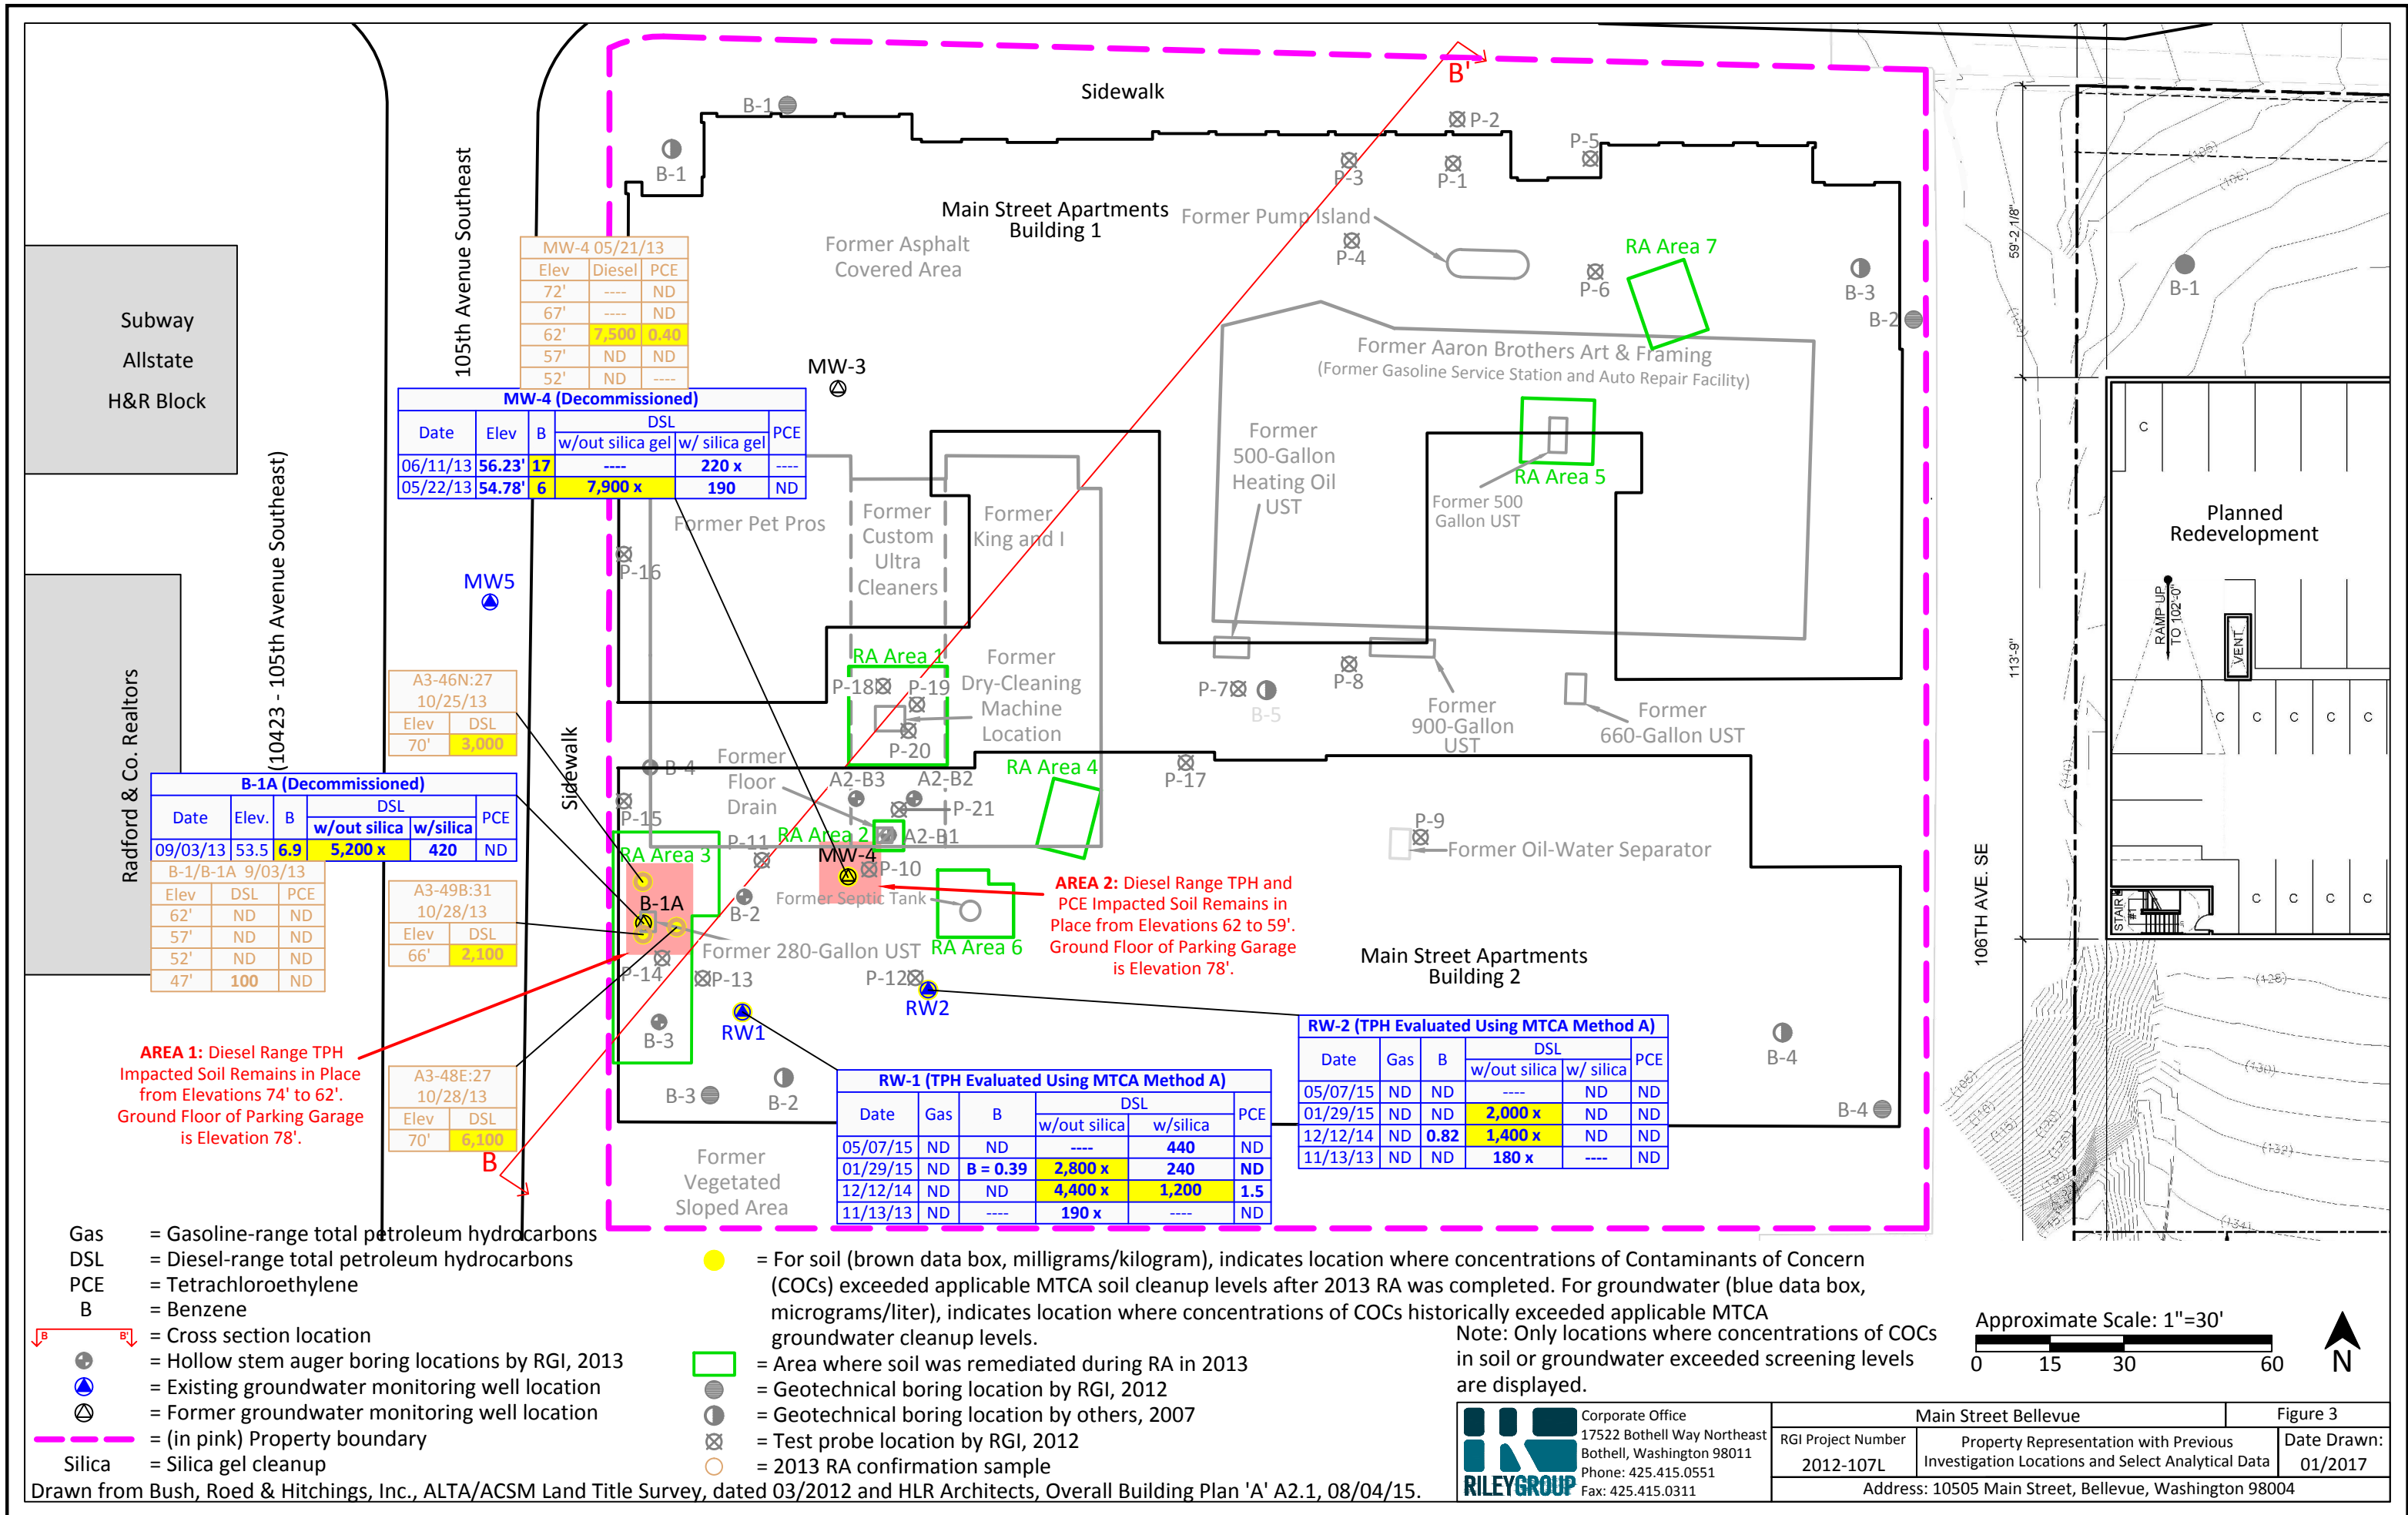 B'
Sidewalk
B-1
B-1
P-2
P-5
P-3
P-1
105th Avenue Southeast
Main Street Apartments
Building 1
Former Pump Island
Former Asphalt
Covered Area
P-4
P-6
RA Area 7
B-3
B-2
59'-2 1/8"
(106)
B-1
Subway
Allstate
H&R Block
MW-4 05/21/13
Elev Diesel PCE
72' ---- ND
67' ---- ND
62' 7,500 0.40
57' ND ND
52' ND ----
MW-3
Former Aaron Brothers Art & Framing
(Former Gasoline Service Station and Auto Repair Facility)
MW-4 (Decommissioned)
Date Elev B DSL PCE
w/out silica gel w/ silica gel
06/11/13 56.23' 17 ---- 220 x ----
05/22/13 54.78' 6 7,900 x 190 ND
Former
500-Gallon
Heating Oil
UST
RA Area 5
Former 500
Gallon UST
Former Pet Pros
Former
Custom
Ultra
Cleaners
Former
King and I
P-16
MW5
(10423 - 105th Avenue Southeast)
C
Planned
Redevelopment
RAMP UP
TO 102'-0"
VENT
113'-9"
Radford & Co. Realtors
A3-46N:27
10/25/13
Elev DSL
70' 3,000
Sidewalk
RA Area 1
P-18
P-19
P-20
Former
Dry-Cleaning
Machine
Location
P-7
B-5
P-8
Former
900-Gallon
UST
Former
660-Gallon UST
C C C C C
B-1A (Decommissioned)
Date Elev. B DSL PCE
w/out silica w/silica
09/03/13 53.5 6.9 5,200 x 420 ND
B-1/B-1A 9/03/13
Elev DSL PCE
62' ND ND
57' ND ND
52' ND ND
47' 100 ND
B-4
P-15
Former
Floor
Drain
A2-B3
A2-B2
P-21
RA Area 4
P-17
RA Area 2
A2-B1
P-11
RA Area 3
MW-4
P-10
P-9
Former Oil-Water Separator
A3-49B:31
10/28/13
Elev DSL
66' 2,100
B-1A
B-2
Former Septic Tank
AREA 2: Diesel Range TPH and
PCE Impacted Soil Remains in
Place from Elevations 62 to 59'.
Ground Floor of Parking Garage
is Elevation 78'.
Former 280-Gallon UST
RA Area 6
P-14
P-13
P-12
Main Street Apartments
Building 2
106TH AVE. SE
STAIR
#1
C C C C
RW2
RW1
B-3
B-3
B-2
B-4
B-4
(128)
(130)
(132)
(134)
AREA 1: Diesel Range TPH
Impacted Soil Remains in Place
from Elevations 74' to 62'.
Ground Floor of Parking Garage
is Elevation 78'.
A3-48E:27
10/28/13
Elev DSL
70' 6,100
B
Former
Vegetated
Sloped Area
RW-1 (TPH Evaluated Using MTCA Method A)
Date Gas B DSL PCE
w/out silica w/silica
05/07/15 ND ND ---- 440 ND
01/29/15 ND B = 0.39 2,800 x 240 ND
12/12/14 ND ND 4,400 x 1,200 1.5
11/13/13 ND ---- 190 x ---- ND
RW-2 (TPH Evaluated Using MTCA Method A)
Date Gas B DSL PCE
w/out silica w/ silica
05/07/15 ND ND ---- ND ND
01/29/15 ND ND 2,000 x ND ND
12/12/14 ND 0.82 1,400 x ND ND
11/13/13 ND ND 180 x ---- ND
Gas = Gasoline-range total petroleum hydrocarbons
DSL = Diesel-range total petroleum hydrocarbons
PCE = Tetrachloroethylene
B = Benzene
B B' = Cross section location
= Hollow stem auger boring locations by RGI, 2013
= Existing groundwater monitoring well location
= Former groundwater monitoring well location
= (in pink) Property boundary
Silica = Silica gel cleanup
= For soil (brown data box, milligrams/kilogram), indicates location where concentrations of Contaminants of Concern
(COCs) exceeded applicable MTCA soil cleanup levels after 2013 RA was completed. For groundwater (blue data box,
micrograms/liter), indicates location where concentrations of COCs historically exceeded applicable MTCA
groundwater cleanup levels.
= Area where soil was remediated during RA in 2013
= Geotechnical boring location by RGI, 2012
= Geotechnical boring location by others, 2007
= Test probe location by RGI, 2012
= 2013 RA confirmation sample
Note: Only locations where concentrations of COCs
in soil or groundwater exceeded screening levels
are displayed.
Approximate Scale: 1"=30'
0 15 30 60
N
Drawn from Bush, Roed & Hitchings, Inc., ALTA/ACSM Land Title Survey, dated 03/2012 and HLR Architects, Overall Building Plan 'A' A2.1, 08/04/15.
RILEYGROUP
Corporate Office
17522 Bothell Way Northeast
Bothell, Washington 98011
Phone: 425.415.0551
Fax: 425.415.0311
Main Street Bellevue
Figure 3
RGI Project Number
2012-107L
Property Representation with Previous
Investigation Locations and Select Analytical Data
Date Drawn:
01/2017
Address: 10505 Main Street, Bellevue, Washington 98004